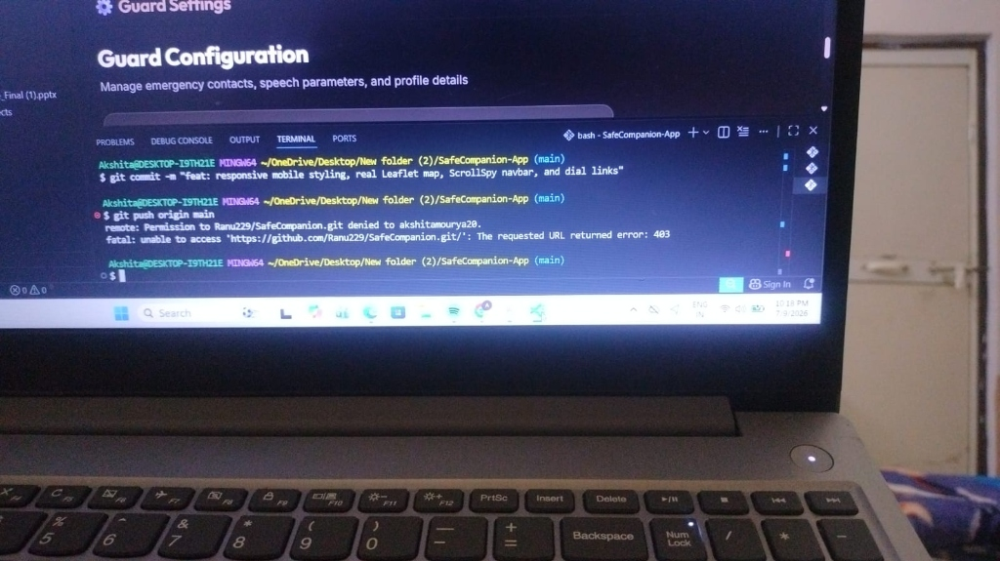 Guard Settings
Guard Configuration
Manage emergency contacts, speech parameters, and profile details
_Final (1).pptx
cts
PROBLEMS DEBUG CONSOLE OUTPUT TERMINAL PORTS
bash - SafeCompanion-App
Akshita@DESKTOP-I9TH21E MINGW64 ~/OneDrive/Desktop/New folder (2)/SafeCompanion-App (main)
$ git commit -m "feat: responsive mobile styling, real Leaflet map, ScrollSpy navbar, and dial links"
Akshita@DESKTOP-I9TH21E MINGW64 ~/OneDrive/Desktop/New folder (2)/SafeCompanion-App (main)
$ git push origin main
remote: Permission to Ranu229/SafeCompanion.git denied to akshitamourya20.
fatal: unable to access 'https://github.com/Ranu229/SafeCompanion.git/': The requested URL returned error: 403
Akshita@DESKTOP-I9TH21E MINGW64 ~/OneDrive/Desktop/New folder (2)/SafeCompanion-App (main)
$
0 0
Sign In
Search
ENG
IN
10:18 PM
F5 F6 F7 F8 F9 F10 F11 F12 PrtSc Insert Delete
% 5
^ 6
& 7
* 8
( 9
) 0
— -
+ =
Backspace
Num Lock
/
*
-